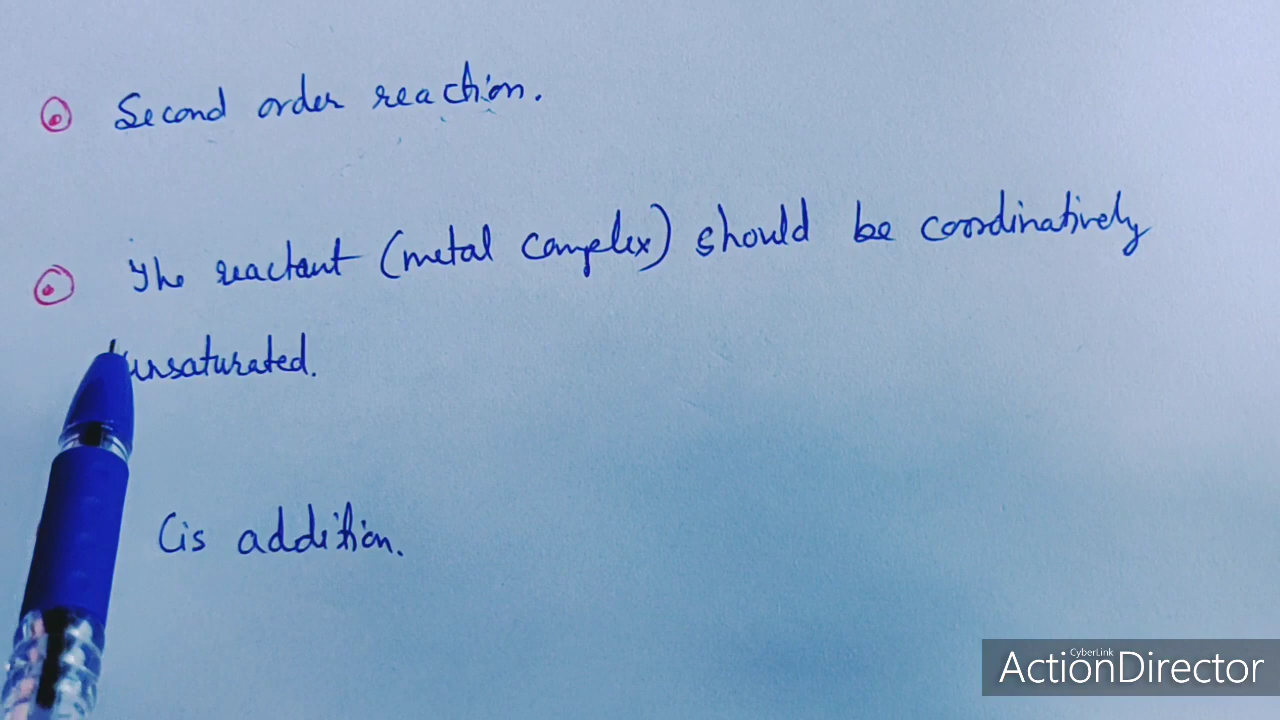 Second order reaction.
The reactant (metal complex) should be coordinatively
unsaturated.
Cis addition.
CyberLink
ActionDirector